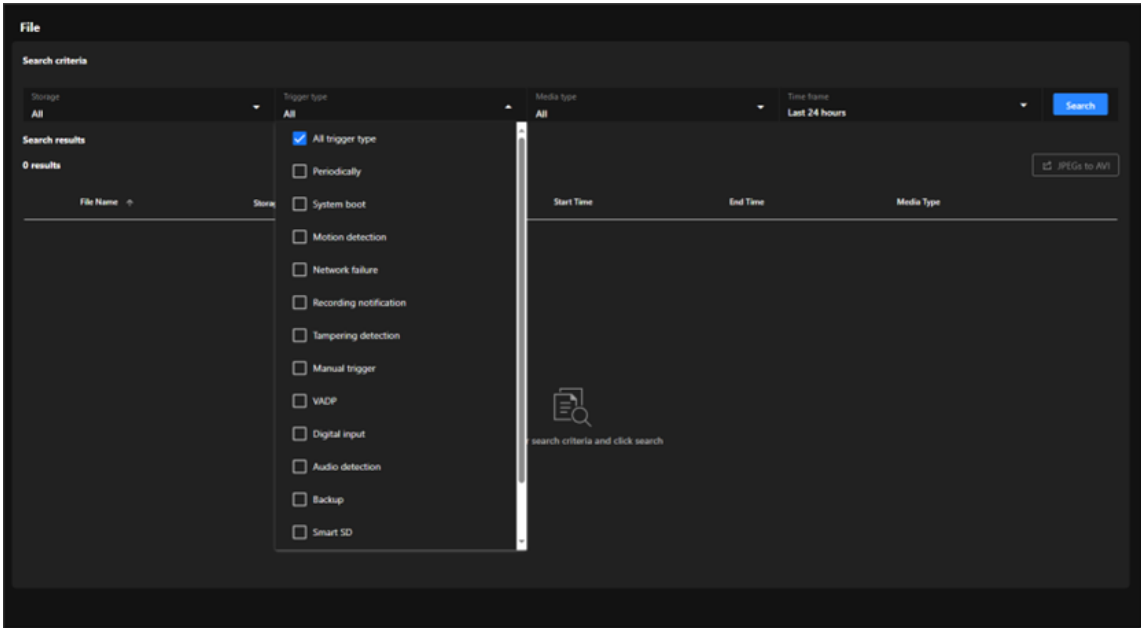 File
Search criteria
Storage Trigger type Media type Time frame
All All All Last 24 hours Search
Search results
0 results JPEGs to AVI
File Name Start Time End Time Media Type
All trigger type
Periodically
System boot
Motion detection
Network failure
Recording notification
Tampering detection
Manual trigger
VADP
Digital input
search criteria and click search
Audio detection
Backup
Smart SD